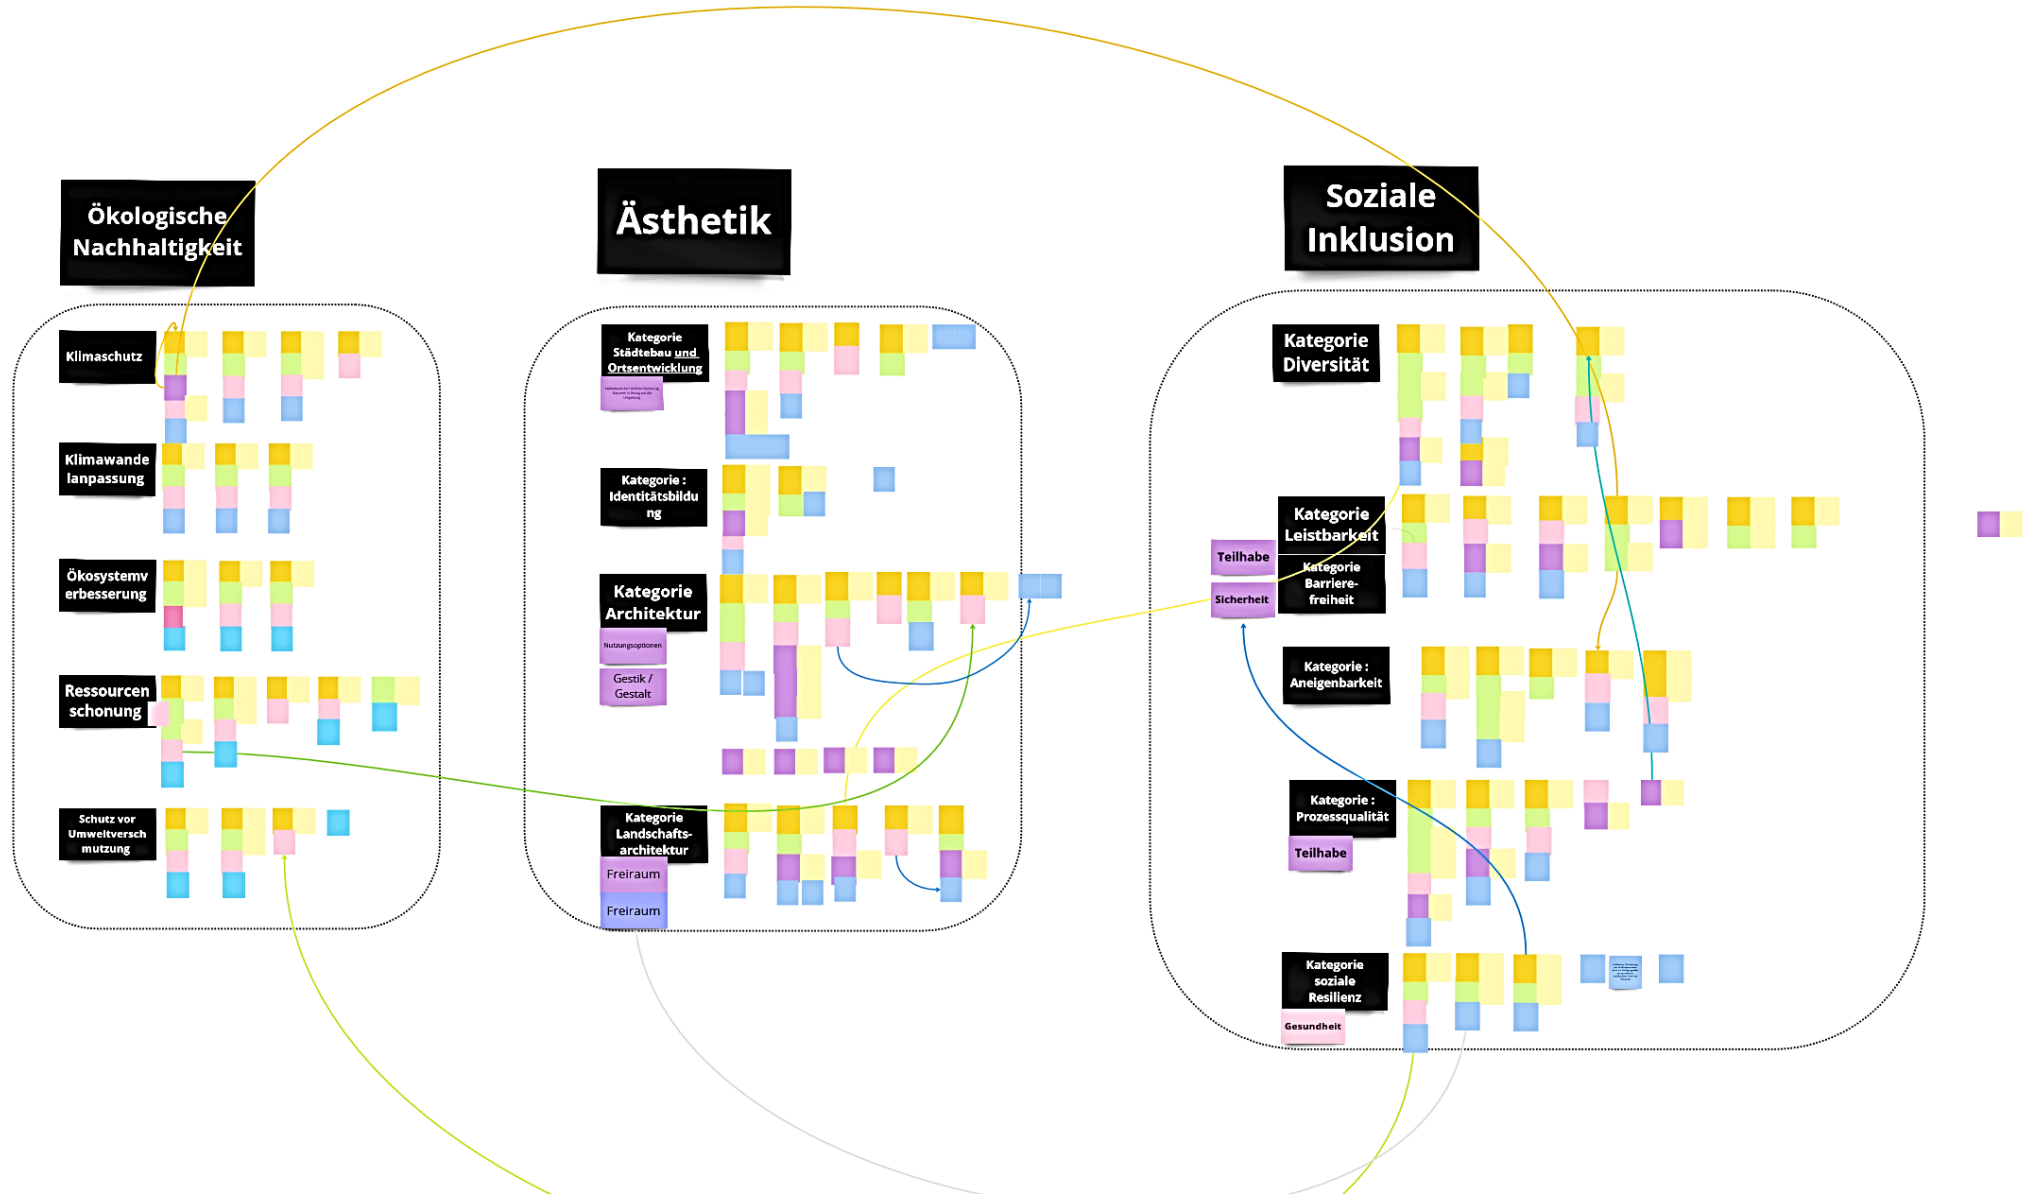 Ökologische
Nachhaltigkeit
Klimaschutz
Klimawande
lanpassung
Ökosystemv
erbesserung
Ressourcen
schonung
Schutz vor
Umweltversch
mutzung
Ästhetik
Kategorie
Städtebau und
Ortsentwicklung
Kategorie :
Identitätsbildu
ng
Kategorie
Architektur
Nutzungsoptionen
Gestik /
Gestalt
Kategorie
Landschafts-
architektur
Freiraum
Freiraum
Soziale
Inklusion
Kategorie
Diversität
Kategorie
Leistbarkeit
Teilhabe
Kategorie
Barriere-
freiheit
Sicherheit
Kategorie :
Aneigenbarkeit
Kategorie :
Prozessqualität
Teilhabe
Kategorie
soziale
Resilienz
Gesundheit